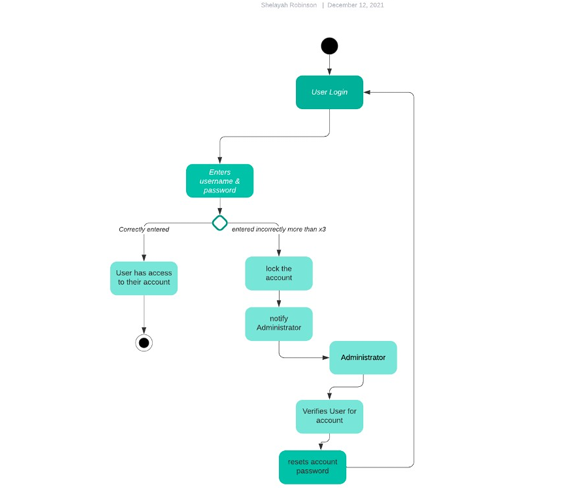 Shelayah Robinson | December 12, 2021
User Login
Enters
username &
password
Correctly entered
entered incorrectly more than x3
User has access
to their account
lock the
account
notify
Administrator
Administrator
Verifies User for
account
resets account
password